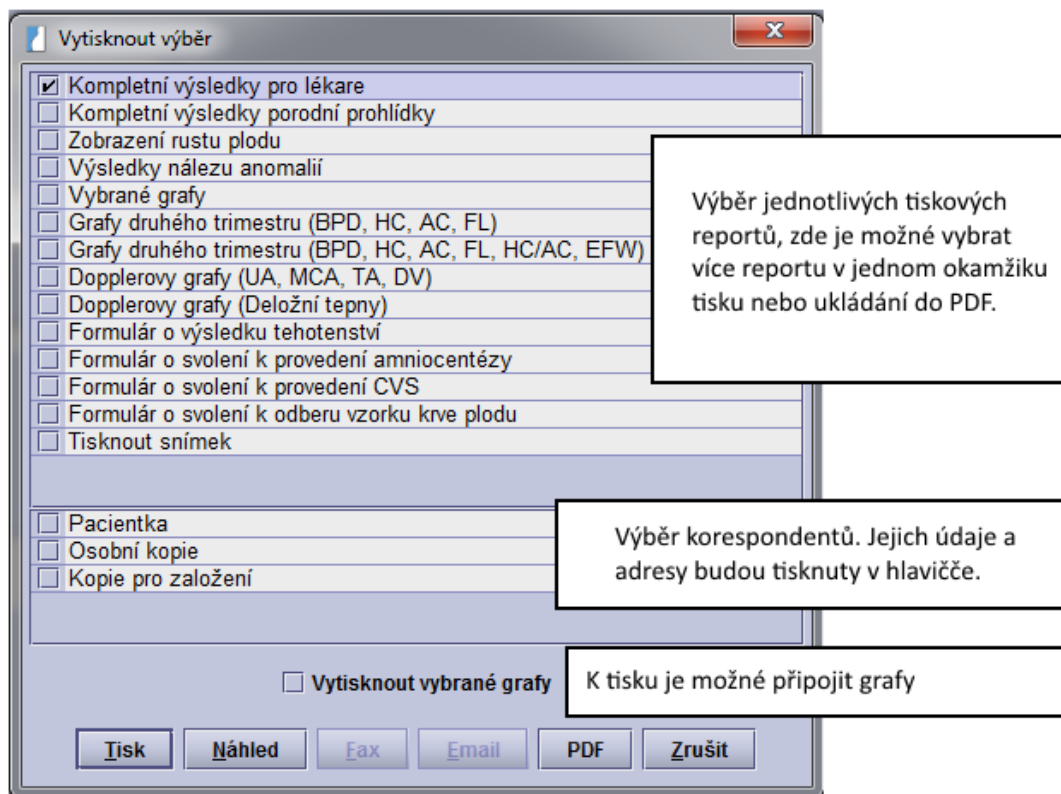 Vytisknout výběr
Kompletní výsledky pro lékare
Kompletní výsledky porodní prohlídky
Zobrazení rustu plodu
Výsledky nálezu anomalií
Vybrané grafy
Grafy druhého trimestru (BPD, HC, AC, FL)
Grafy druhého trimestru (BPD, HC, AC, FL, HC/AC, EFW)
Dopplerovy grafy (UA, MCA, TA, DV)
Dopplerovy grafy (Deložní tepny)
Formulár o výsledku tehotenství
Formulár o svolení k provedení amniocentézy
Formulár o svolení k provedení CVS
Formulár o svolení k odberu vzorku krve plodu
Tisknout snímek
Výběr jednotlivých tiskových
reportů, zde je možné vybrat
více reportu v jednom okamžiku
tisku nebo ukládání do PDF.
Pacientka
Osobní kopie
Kopie pro založení
Výběr korespondentů. Jejich údaje a
adresy budou tisknuty v hlavičče.
Vytisknout vybrané grafy
K tisku je možné připojit grafy
Tisk Náhled Fax Email PDF Zrušit